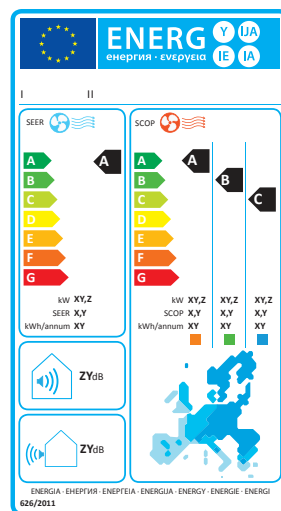 ENERG Y IJA
енергия · ενεργεια IE IA
I II
SEER SCOP
A A A A
B B B
C C C
D D
E E
F F
G G
kW XY,Z kW XY,Z XY,Z XY,Z
SEER X,Y SCOP X,Y X,Y X,Y
kWh/annum XY kWh/annum XY XY XY
ZYdB
ZYdB
ENERGIA · ЕНЕРГИЯ · ΕΝΕΡΓΕΙΑ · ENERGIJA · ENERGY · ENERGIE · ENERGI
626/2011